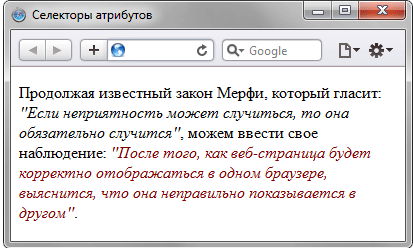 Селекторы атрибутов
Google
Продолжая известный закон Мерфи, который гласит:
"Если неприятность может случиться, то она
обязательно случится", можем ввести свое
наблюдение: "После того, как веб-страница будет
корректно отображаться в одном браузере,
выяснится, что она неправильно показывается в
другом".